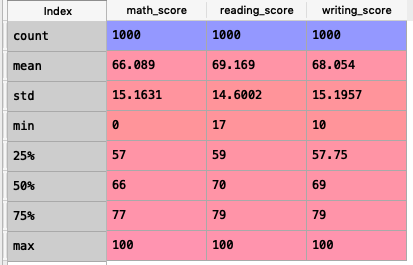 Index math_score reading_score writing_score
count 1000 1000 1000
mean 66.089 69.169 68.054
std 15.1631 14.6002 15.1957
min 0 17 10
25% 57 59 57.75
50% 66 70 69
75% 77 79 79
max 100 100 100